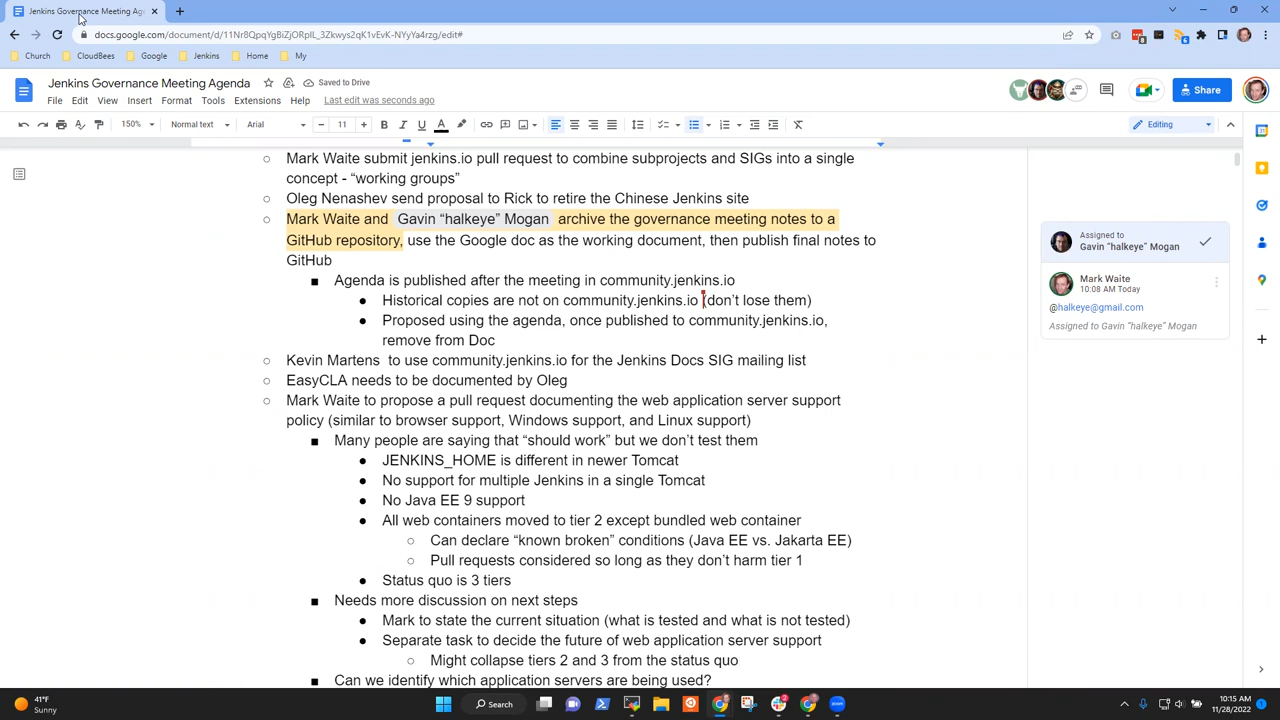 Jenkins Governance Meeting Ag
docs.google.com/document/d/11Nr8QpqYgBiZjORpIL_3Zkwys2qK1vEvK-NYyYa4rzg/edit#
Church CloudBees Google Jenkins Home My
Jenkins Governance Meeting Agenda Saved to Drive
File Edit View Insert Format Tools Extensions Help Last edit was seconds ago
Share
150% Normal text Arial 11 Editing
Mark Waite submit jenkins.io pull request to combine subprojects and SIGs into a single
concept - “working groups”
Oleg Nenashev send proposal to Rick to retire the Chinese Jenkins site
Mark Waite and Gavin “halkeye” Mogan archive the governance meeting notes to a
GitHub repository, use the Google doc as the working document, then publish final notes to
GitHub
Agenda is published after the meeting in community.jenkins.io
Historical copies are not on community.jenkins.io (don’t lose them)
Proposed using the agenda, once published to community.jenkins.io,
remove from Doc
Kevin Martens to use community.jenkins.io for the Jenkins Docs SIG mailing list
EasyCLA needs to be documented by Oleg
Mark Waite to propose a pull request documenting the web application server support
policy (similar to browser support, Windows support, and Linux support)
Many people are saying that “should work” but we don’t test them
JENKINS_HOME is different in newer Tomcat
No support for multiple Jenkins in a single Tomcat
No Java EE 9 support
All web containers moved to tier 2 except bundled web container
Can declare “known broken” conditions (Java EE vs. Jakarta EE)
Pull requests considered so long as they don’t harm tier 1
Status quo is 3 tiers
Needs more discussion on next steps
Mark to state the current situation (what is tested and what is not tested)
Separate task to decide the future of web application server support
Might collapse tiers 2 and 3 from the status quo
Can we identify which application servers are being used?
Assigned to
Gavin “halkeye” Mogan
Mark Waite
10:08 AM Today
@halkeye@gmail.com
Assigned to Gavin “halkeye” Mogan
41°F
Sunny
Search
10:15 AM
11/28/2022